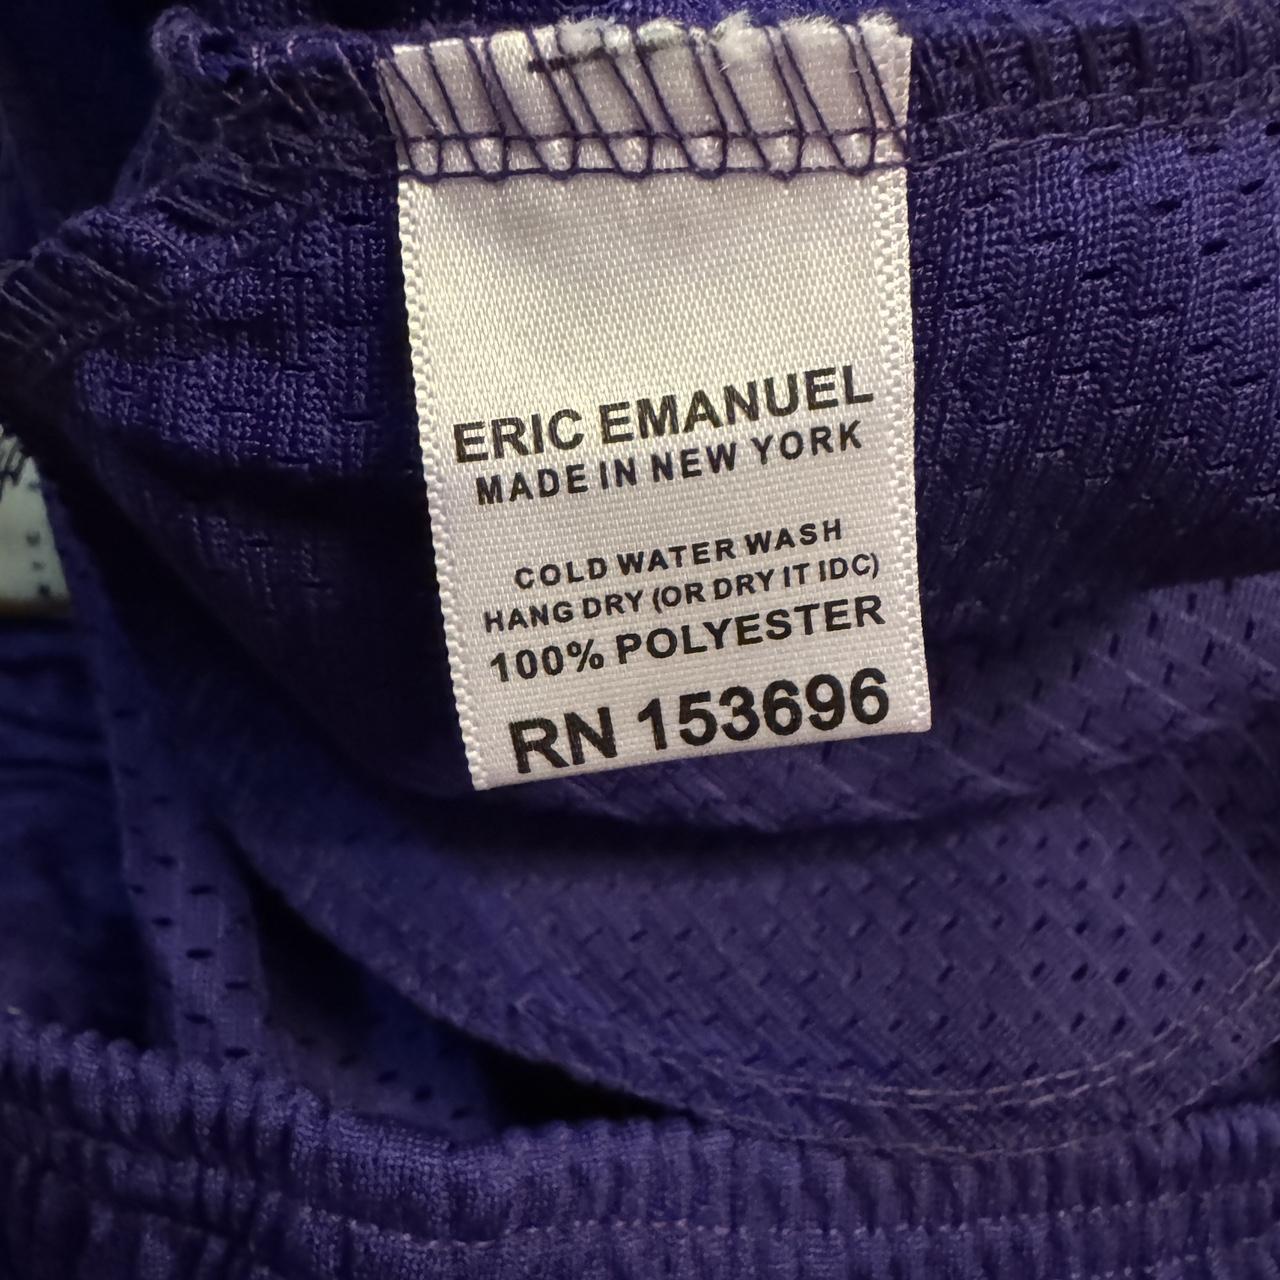 ERIC EMANUEL
MADE IN NEW YORK
COLD WATER WASH
HANG DRY (OR DRY IT IDC)
100% POLYESTER
RN 153696